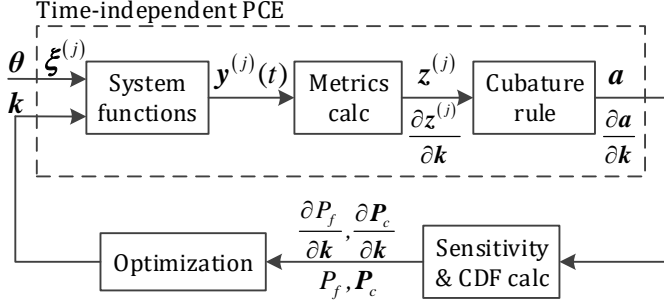 Time-independent PCE
θ ξ^(j)
k
System
functions
y^(j)(t)
Metrics
calc
z^(j)
∂z^(j)
∂k
Cubature
rule
a
∂a
∂k
∂P_f/∂k, ∂P_c/∂k
P_f, P_c
Optimization
Sensitivity
& CDF calc